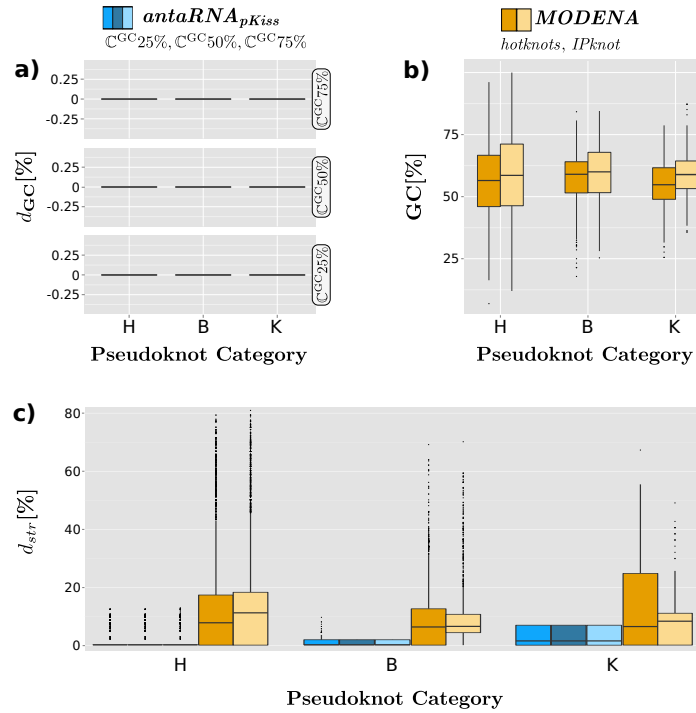 antaRNA_pKiss
ℂ^GC25%, ℂ^GC50%, ℂ^GC75%
MODENA
hotknots, IPknot
a)
d_GC[%]
0.25
0
-0.25
ℂ^GC75%
0.25
0
-0.25
ℂ^GC50%
0.25
0
-0.25
ℂ^GC25%
H B K
Pseudoknot Category
b)
GC[%]
75
50
25
H B K
Pseudoknot Category
c)
d_str[%]
80
60
40
20
0
H B K
Pseudoknot Category